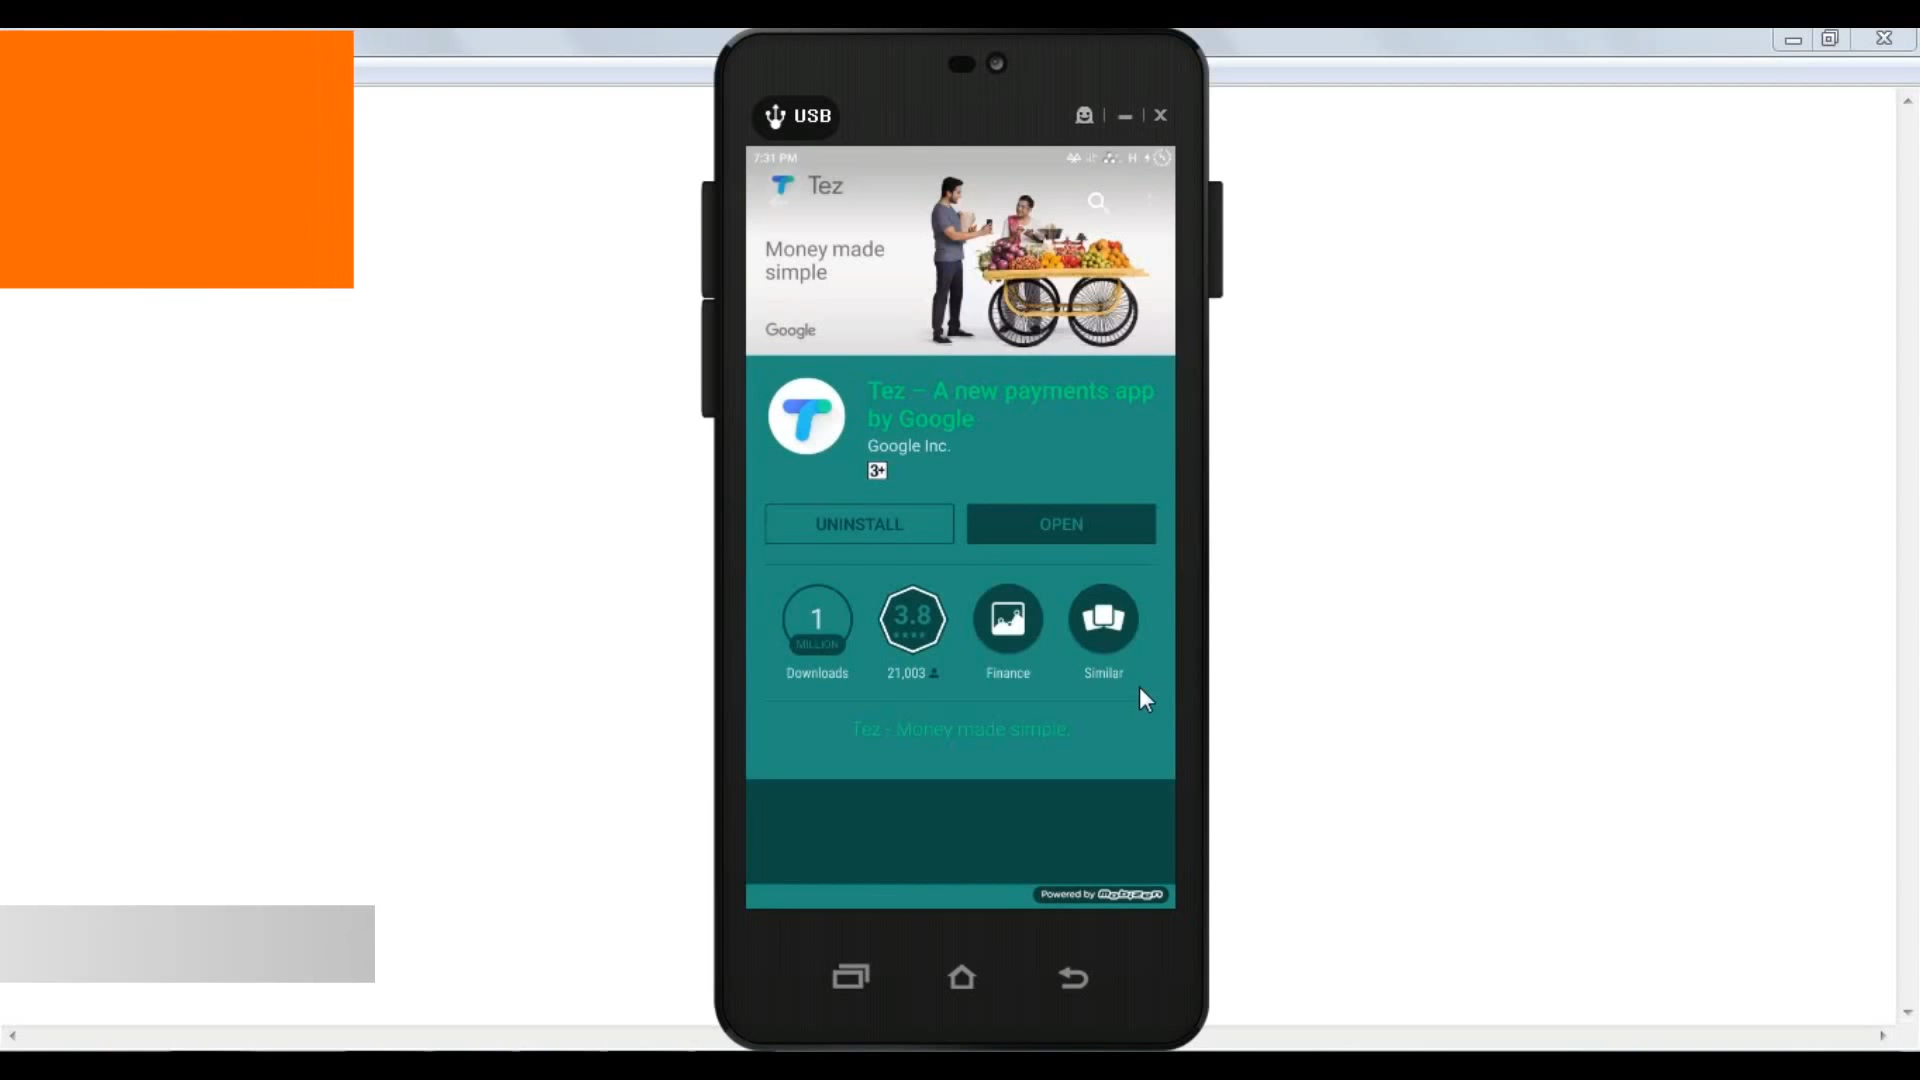 USB
7:31 PM
H
Tez
Money made
simple
Google
Tez – A new payments app
by Google
Google Inc.
3+
UNINSTALL
OPEN
1
MILLION
3.8
Downloads
21,003
Finance
Similar
Tez - Money made simple.
Powered by mobizen